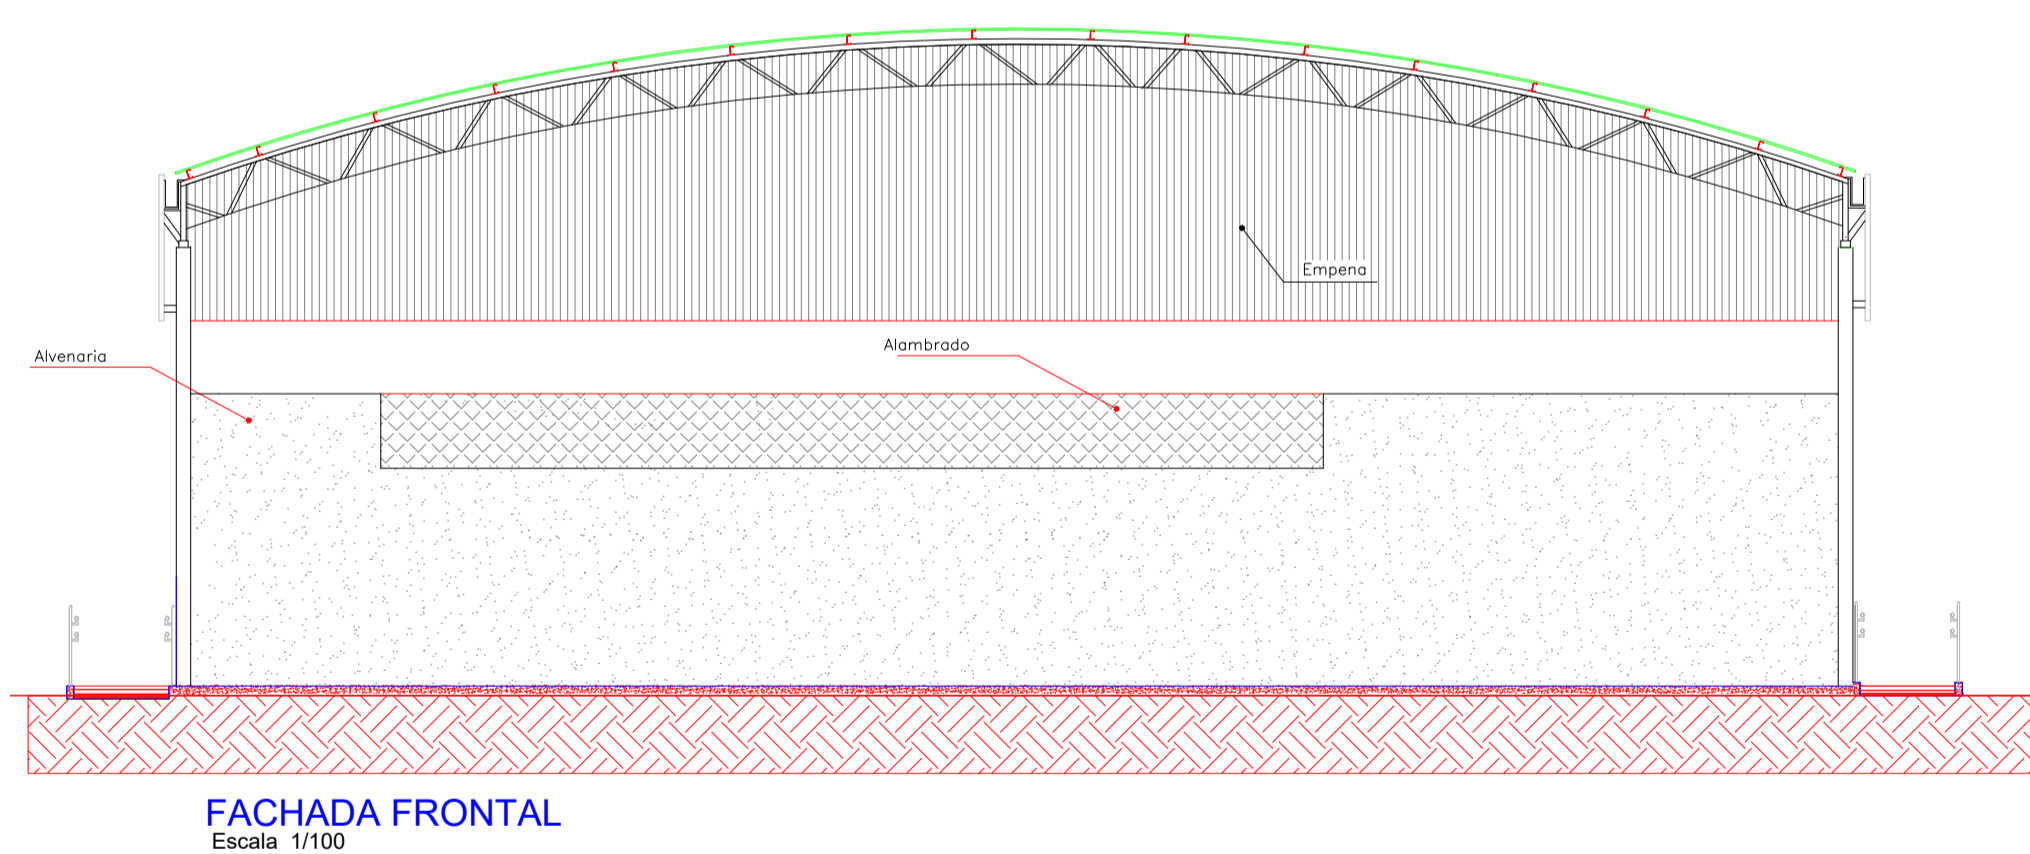 Empena
Alvenaria
Alambrado
FACHADA FRONTAL
Escala 1/100